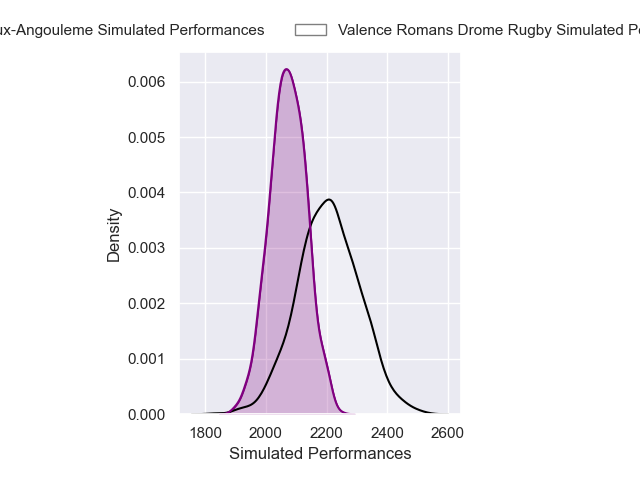 ux-Angouleme Simulated Performances Valence Romans Drome Rugby Simulated Pe
0.006
0.005
0.004
0.003
0.002
0.001
0.000
Density
1800 2000 2200 2400 2600
Simulated Performances